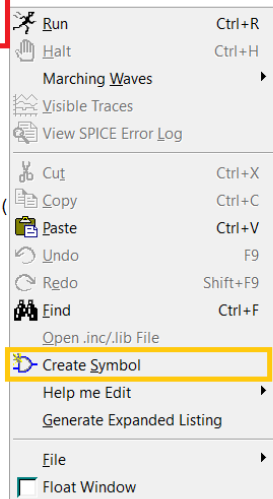 Run Ctrl+R
Halt Ctrl+H
Marching Waves
Visible Traces
View SPICE Error Log
Cut Ctrl+X
( Copy Ctrl+C
Paste Ctrl+V
Undo F9
Redo Shift+F9
Find Ctrl+F
Open .inc/.lib File
Create Symbol
Help me Edit
Generate Expanded Listing
File
Float Window